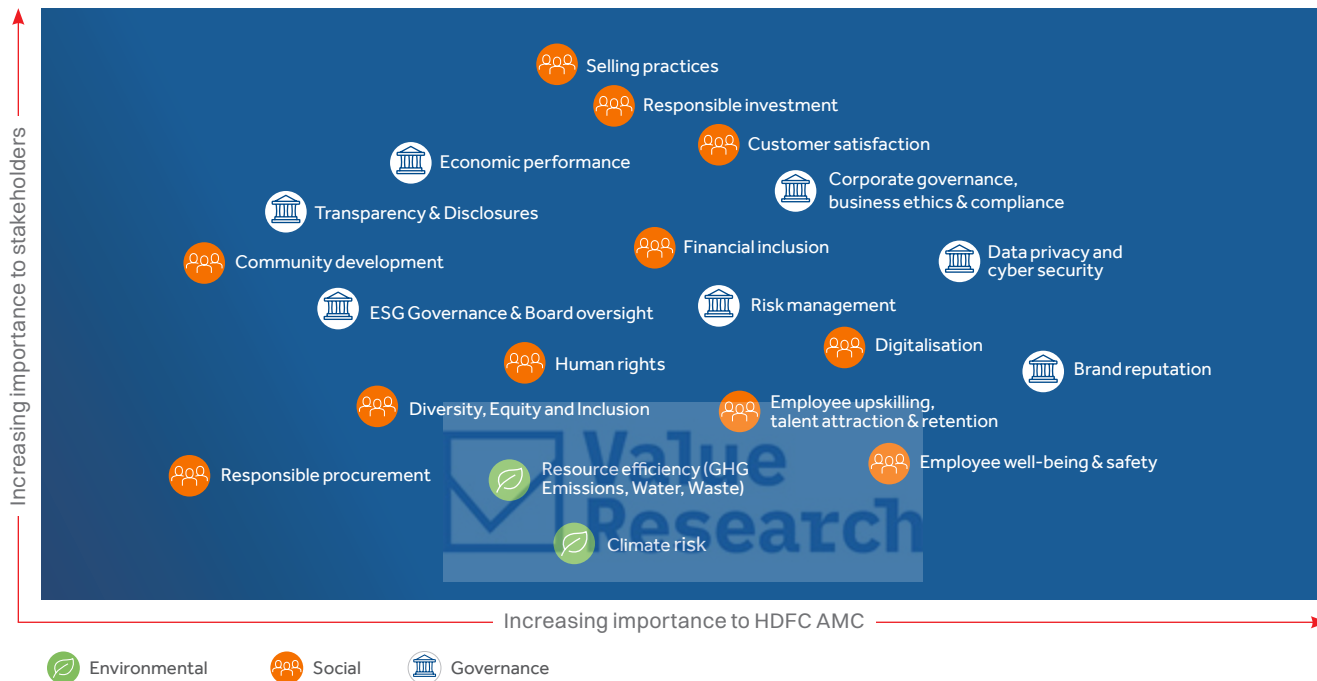 Increasing importance to stakeholders
Selling practices
Responsible investment
Customer satisfaction
Economic performance
Corporate governance,
business ethics & compliance
Transparency & Disclosures
Financial inclusion
Data privacy and
cyber security
Community development
Risk management
ESG Governance & Board oversight
Digitalisation
Human rights
Brand reputation
Employee upskilling,
talent attraction & retention
Diversity, Equity and Inclusion
Value
Research
Employee well-being & safety
Resource efficiency (GHG
Emissions, Water, Waste)
Responsible procurement
Climate risk
Increasing importance to HDFC AMC
Environmental
Social
Governance